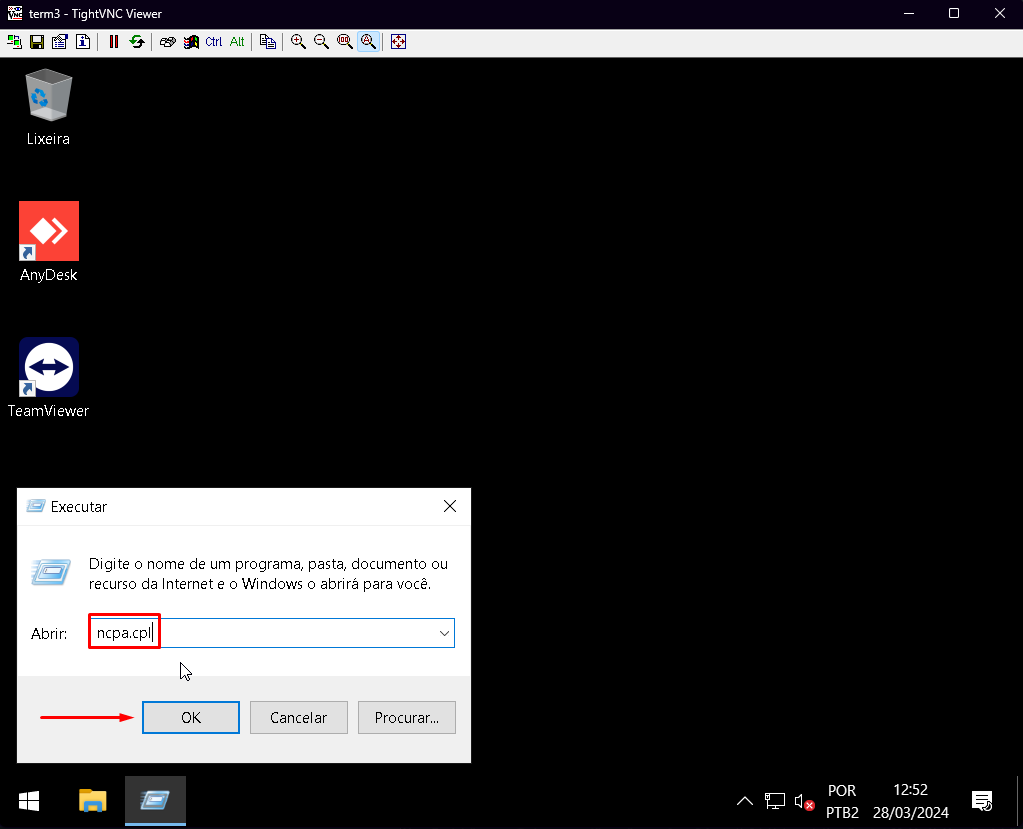 term3 - TightVNC Viewer
Ctrl Alt
Lixeira
AnyDesk
TeamViewer
Executar
Digite o nome de um programa, pasta, documento ou
recurso da Internet e o Windows o abrirá para você.
Abrir: ncpa.cpl
OK Cancelar Procurar...
POR 12:52
PTB2 28/03/2024